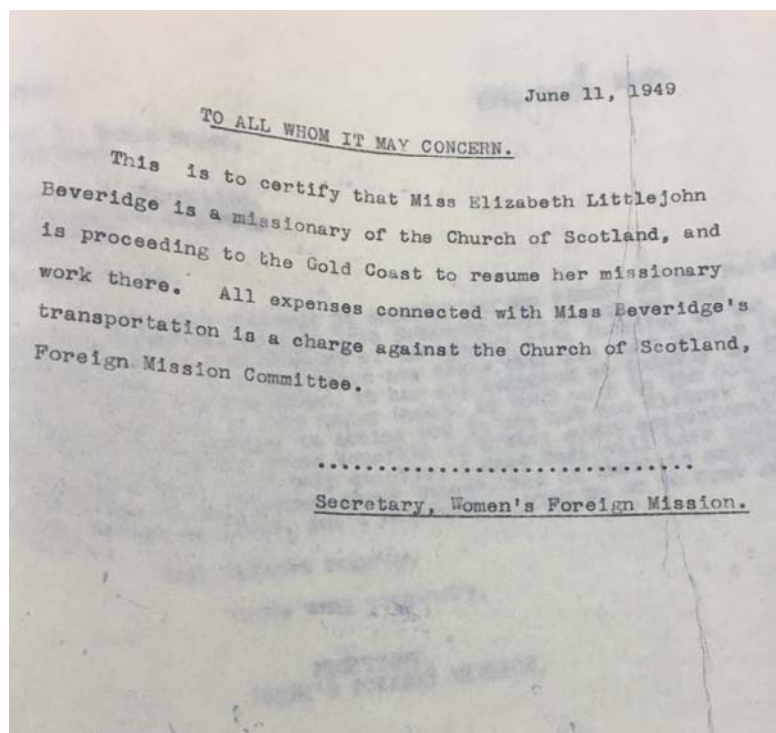 June 11, 1949
TO ALL WHOM IT MAY CONCERN.
This is to certify that Miss Elizabeth Littlejohn
Beveridge is a missionary of the Church of Scotland, and
is proceeding to the Gold Coast to resume her missionary
work there. All expenses connected with Miss Beveridge's
transportation is a charge against the Church of Scotland,
Foreign Mission Committee.
..................................
Secretary, Women's Foreign Mission.